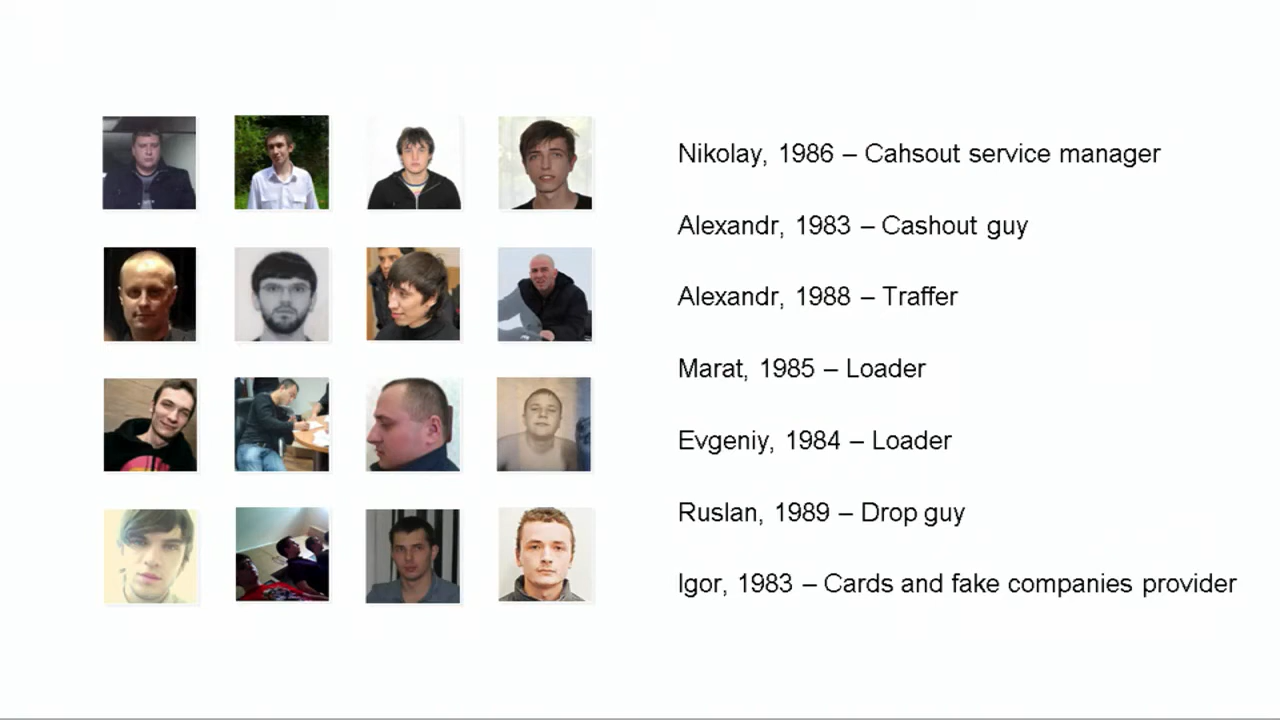 Nikolay, 1986 – Cahsout service manager
Alexandr, 1983 – Cashout guy
Alexandr, 1988 – Traffer
Marat, 1985 – Loader
Evgeniy, 1984 – Loader
Ruslan, 1989 – Drop guy
Igor, 1983 – Cards and fake companies provider